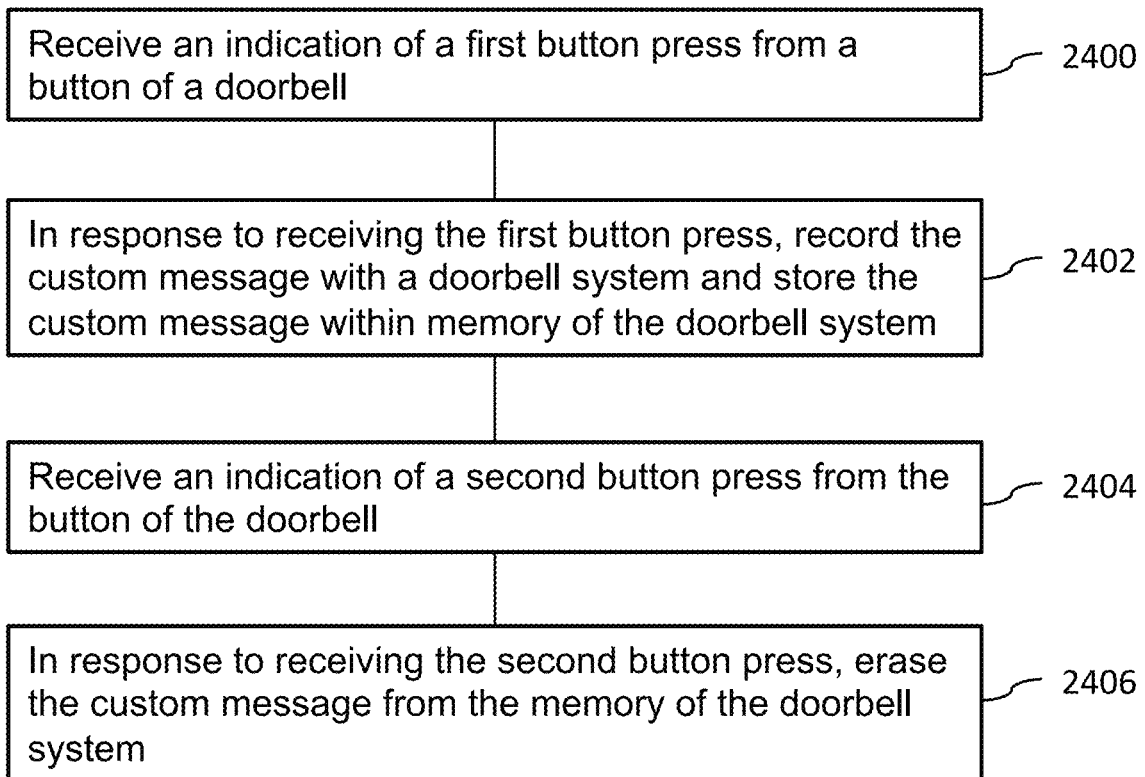 Receive an indication of a first button press from a
button of a doorbell
2400
In response to receiving the first button press, record the
custom message with a doorbell system and store the
custom message within memory of the doorbell system
2402
Receive an indication of a second button press from the
button of the doorbell
2404
In response to receiving the second button press, erase
the custom message from the memory of the doorbell
system
2406